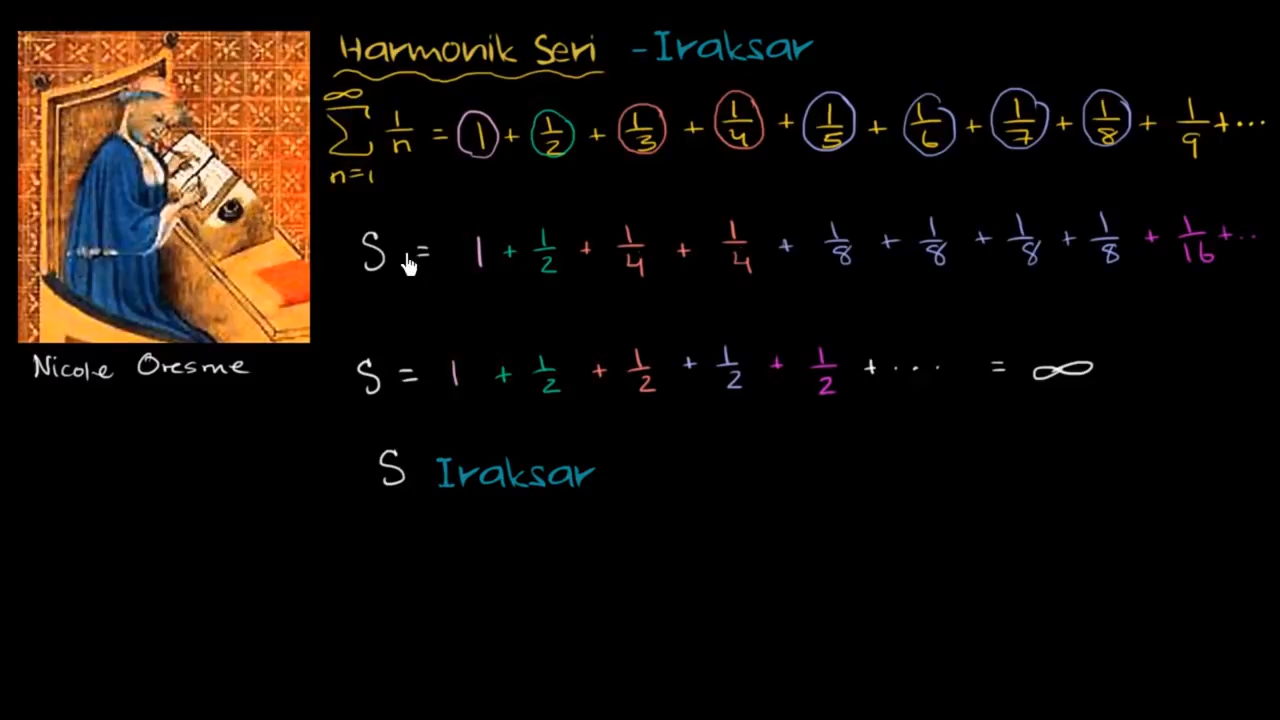 Harmonik Seri - Iraksar
∞
∑ 1/n = 1 + 1/2 + 1/3 + 1/4 + 1/5 + 1/6 + 1/7 + 1/8 + 1/9 + ...
n=1
S = 1 + 1/2 + 1/4 + 1/4 + 1/8 + 1/8 + 1/8 + 1/8 + 1/16 + ...
Nicole Oresme
S = 1 + 1/2 + 1/2 + 1/2 + 1/2 + .... = ∞
S Iraksar